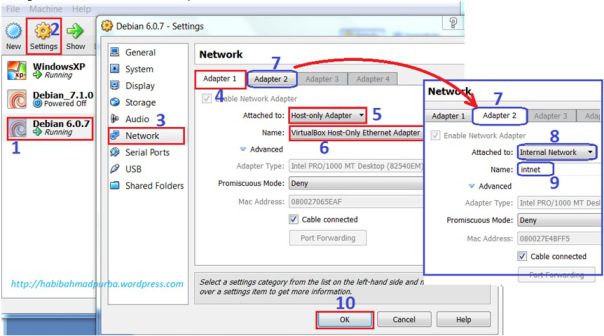 File Machine Help
New Settings Show
2
WindowsXP
Running
Debian_7.1.0
Powered Off
Debian 6.0.7
Running
1
http://habibahmadpurba.wordpress.com
Debian 6.0.7 - Settings
General
System
Display
Storage
Audio
3
Network
Serial Ports
USB
Shared Folders
Network
7
Adapter 1 Adapter 2 Adapter 3 Adapter 4
4
Enable Network Adapter
Attached to: Host-only Adapter 5
Name: VirtualBox Host-Only Ethernet Adapter
6
Advanced
Adapter Type: Intel PRO/1000 MT Desktop (82540EM)
Promiscuous Mode: Deny
Mac Address: 080027065EAF
Cable connected
Port Forwarding
Select a settings category from the list on the left-hand side and
over a settings item to get more information.
10
OK Cancel Help
Network
7
Adapter 1 Adapter 2 Adapter 3
Enable Network Adapter
8
Attached to: Internal Network
Name: intnet
9
Advanced
Adapter Type: Intel PRO/1000 MT
Promiscuous Mode: Deny
Mac Address: 080027E4BFF5
Cable connected
Port Forwarding